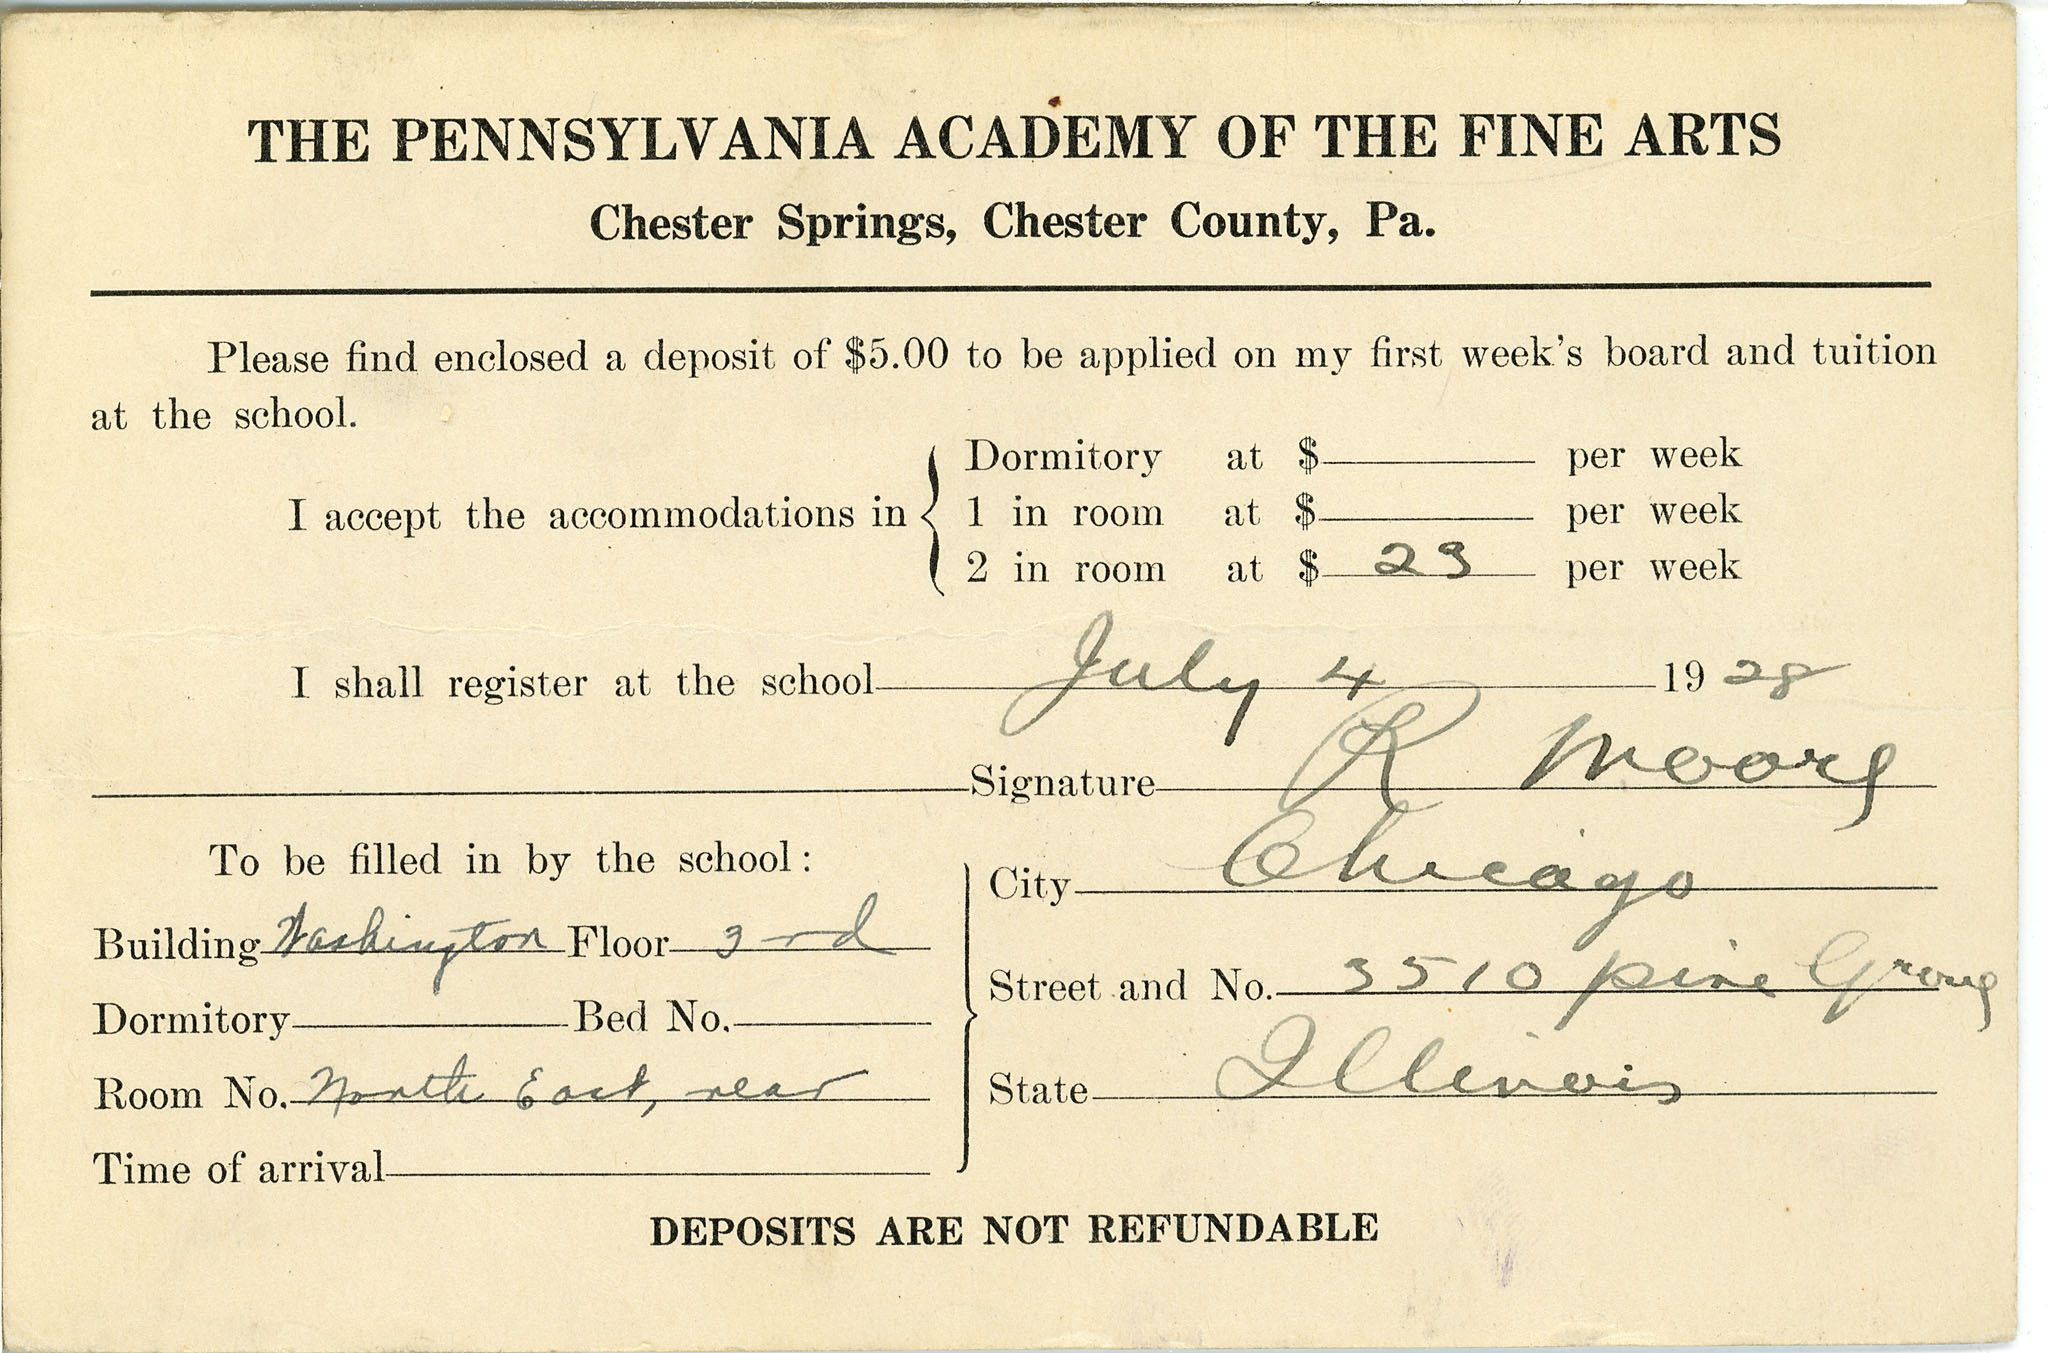 THE PENNSYLVANIA ACADEMY OF THE FINE ARTS
Chester Springs, Chester County, Pa.
Please find enclosed a deposit of $5.00 to be applied on my first week's board and tuition
at the school.
I accept the accommodations in
Dormitory at $ per week
1 in room at $ per week
2 in room at $ 23 per week
I shall register at the school July 4 1928
Signature R Moore
To be filled in by the school:
Building Washington Floor 3rd
Dormitory Bed No.
Room No. North East, rear
Time of arrival
City Chicago
Street and No. 3510 pine Grove
State Illinois
DEPOSITS ARE NOT REFUNDABLE